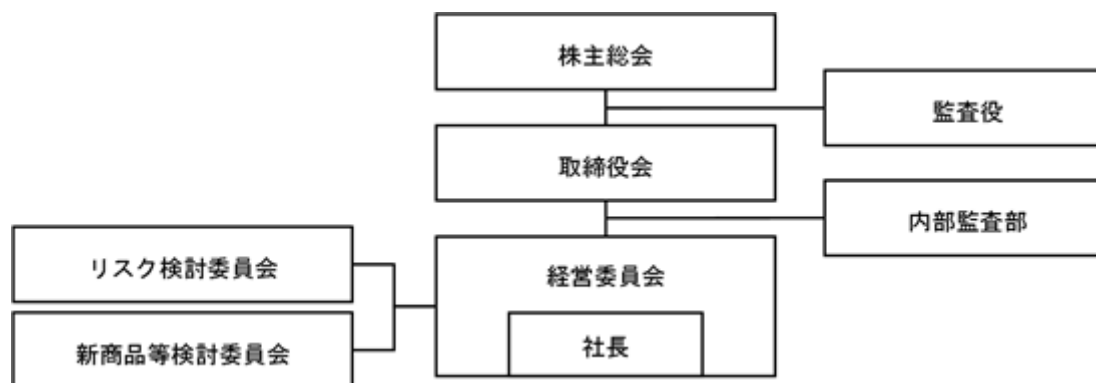 株主総会
監査役
取締役会
内部監査部
リスク検討委員会
経営委員会
社長
新商品等検討委員会